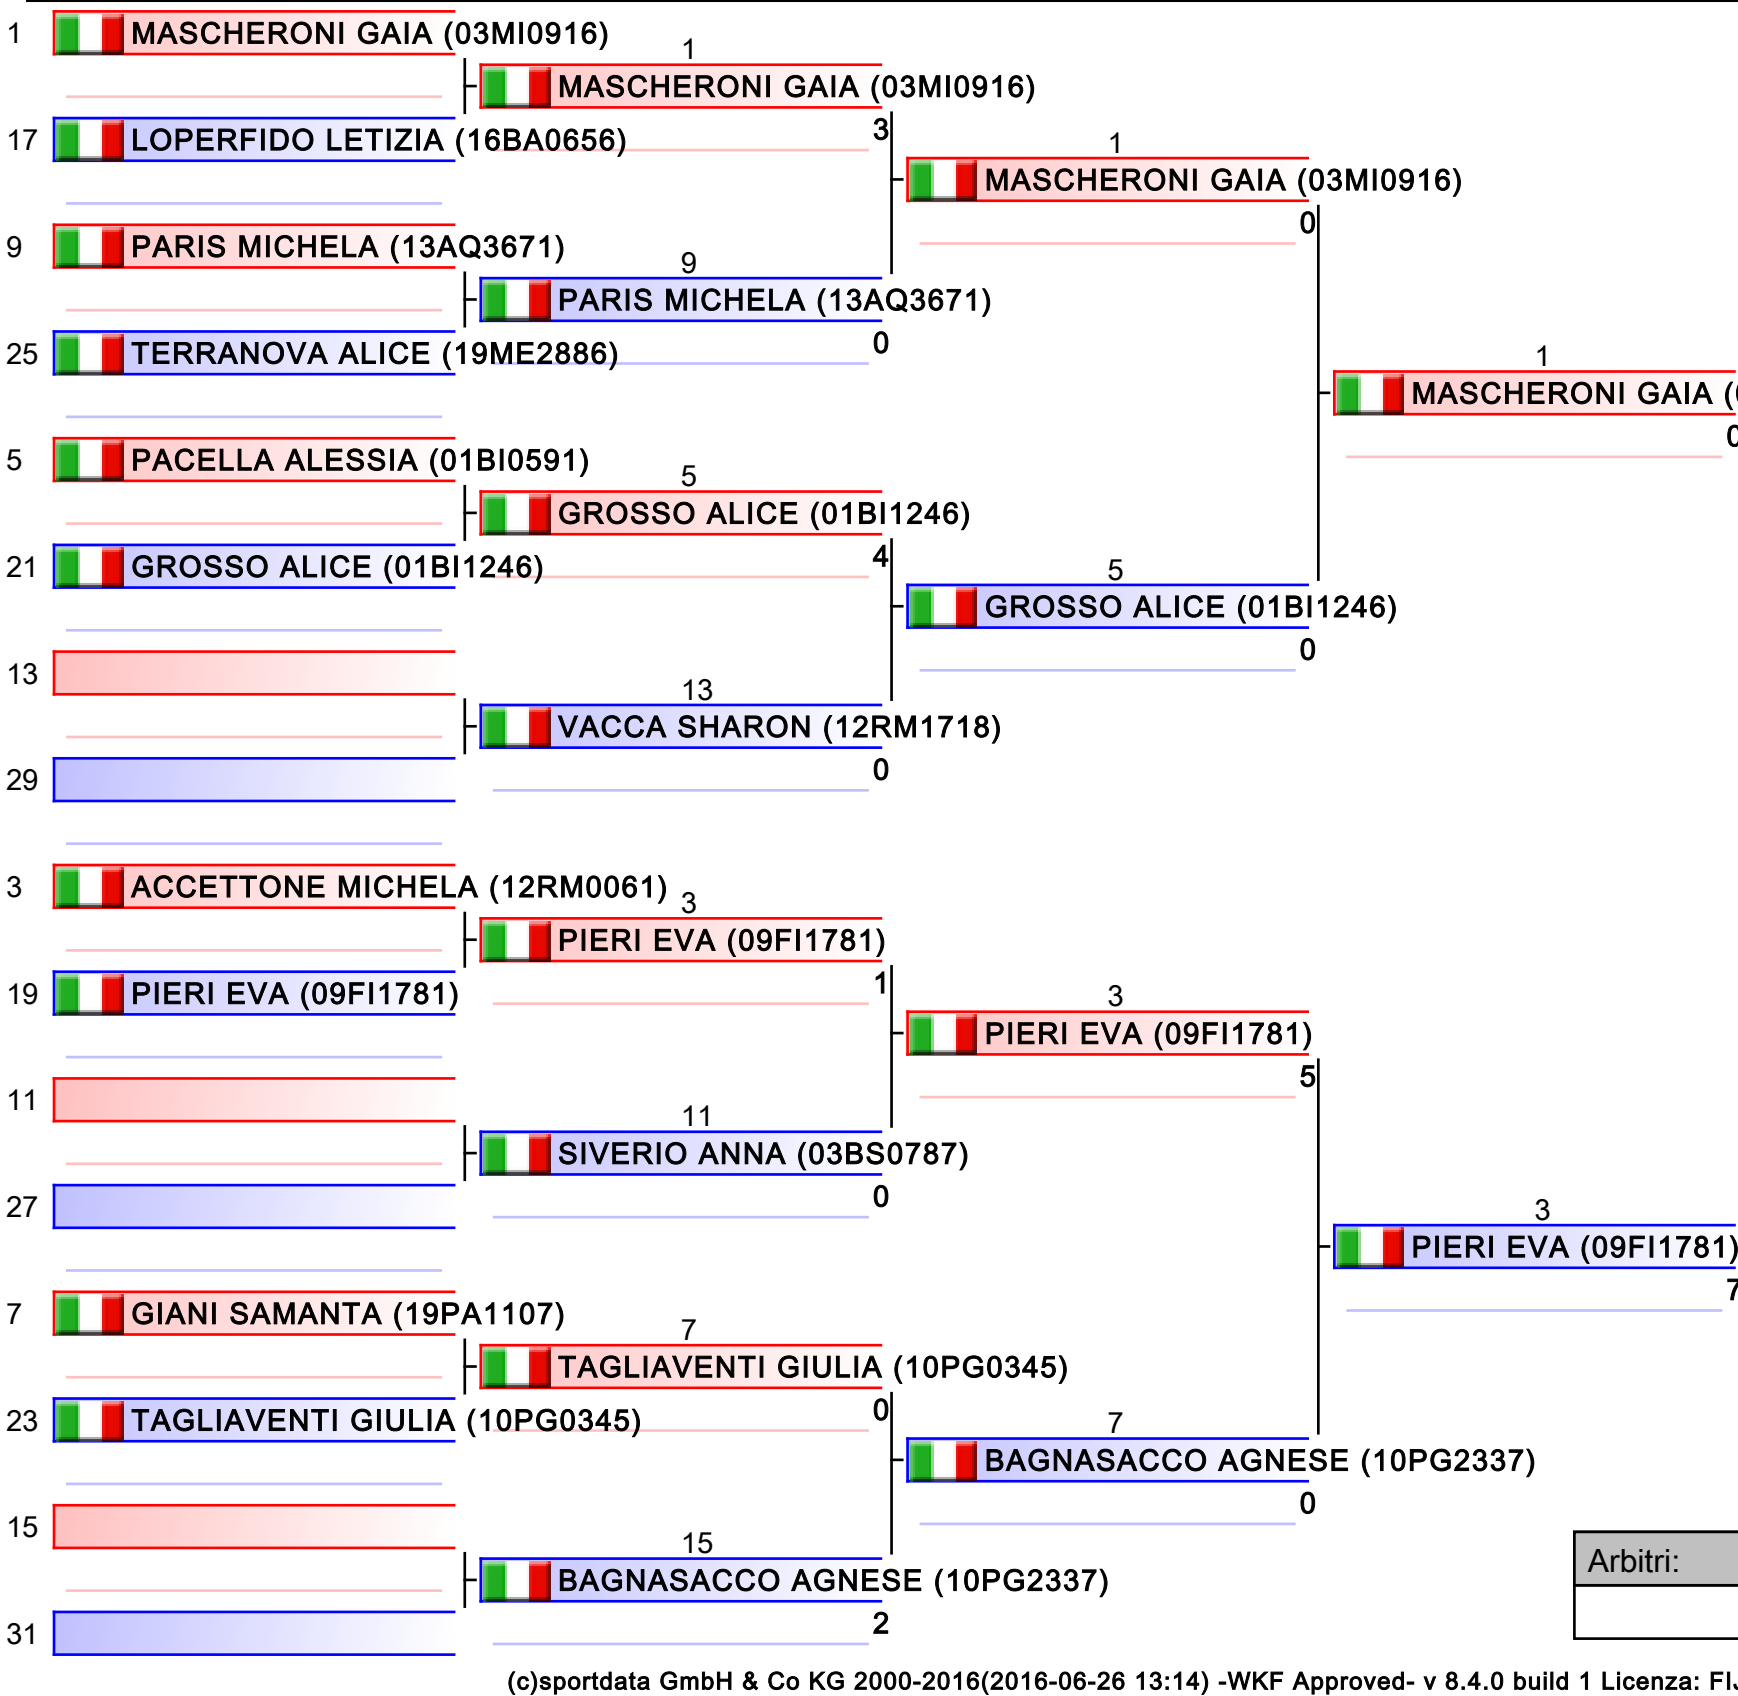 1 MASCHERONI GAIA (03MI0916)
1
MASCHERONI GAIA (03MI0916)
3
17 LOPERFIDO LETIZIA (16BA0656)
1
MASCHERONI GAIA (03MI0916)
0
9 PARIS MICHELA (13AQ3671)
9
PARIS MICHELA (13AQ3671)
0
25 TERRANOVA ALICE (19ME2886)
1
MASCHERONI GAIA (
0
5 PACELLA ALESSIA (01BI0591)
5
GROSSO ALICE (01BI1246)
4
21 GROSSO ALICE (01BI1246)
5
GROSSO ALICE (01BI1246)
0
13
13
VACCA SHARON (12RM1718)
0
29
3 ACCETTONE MICHELA (12RM0061)
3
PIERI EVA (09FI1781)
1
19 PIERI EVA (09FI1781)
3
PIERI EVA (09FI1781)
5
11
11
SIVERIO ANNA (03BS0787)
0
27
3
PIERI EVA (09FI1781)
7
7 GIANI SAMANTA (19PA1107)
7
TAGLIAVENTI GIULIA (10PG0345)
0
23 TAGLIAVENTI GIULIA (10PG0345)
7
BAGNASACCO AGNESE (10PG2337)
0
15
15
BAGNASACCO AGNESE (10PG2337)
2
31
Arbitri:
(c)sportdata GmbH & Co KG 2000-2016(2016-06-26 13:14) -WKF Approved- v 8.4.0 build 1 Licenza: